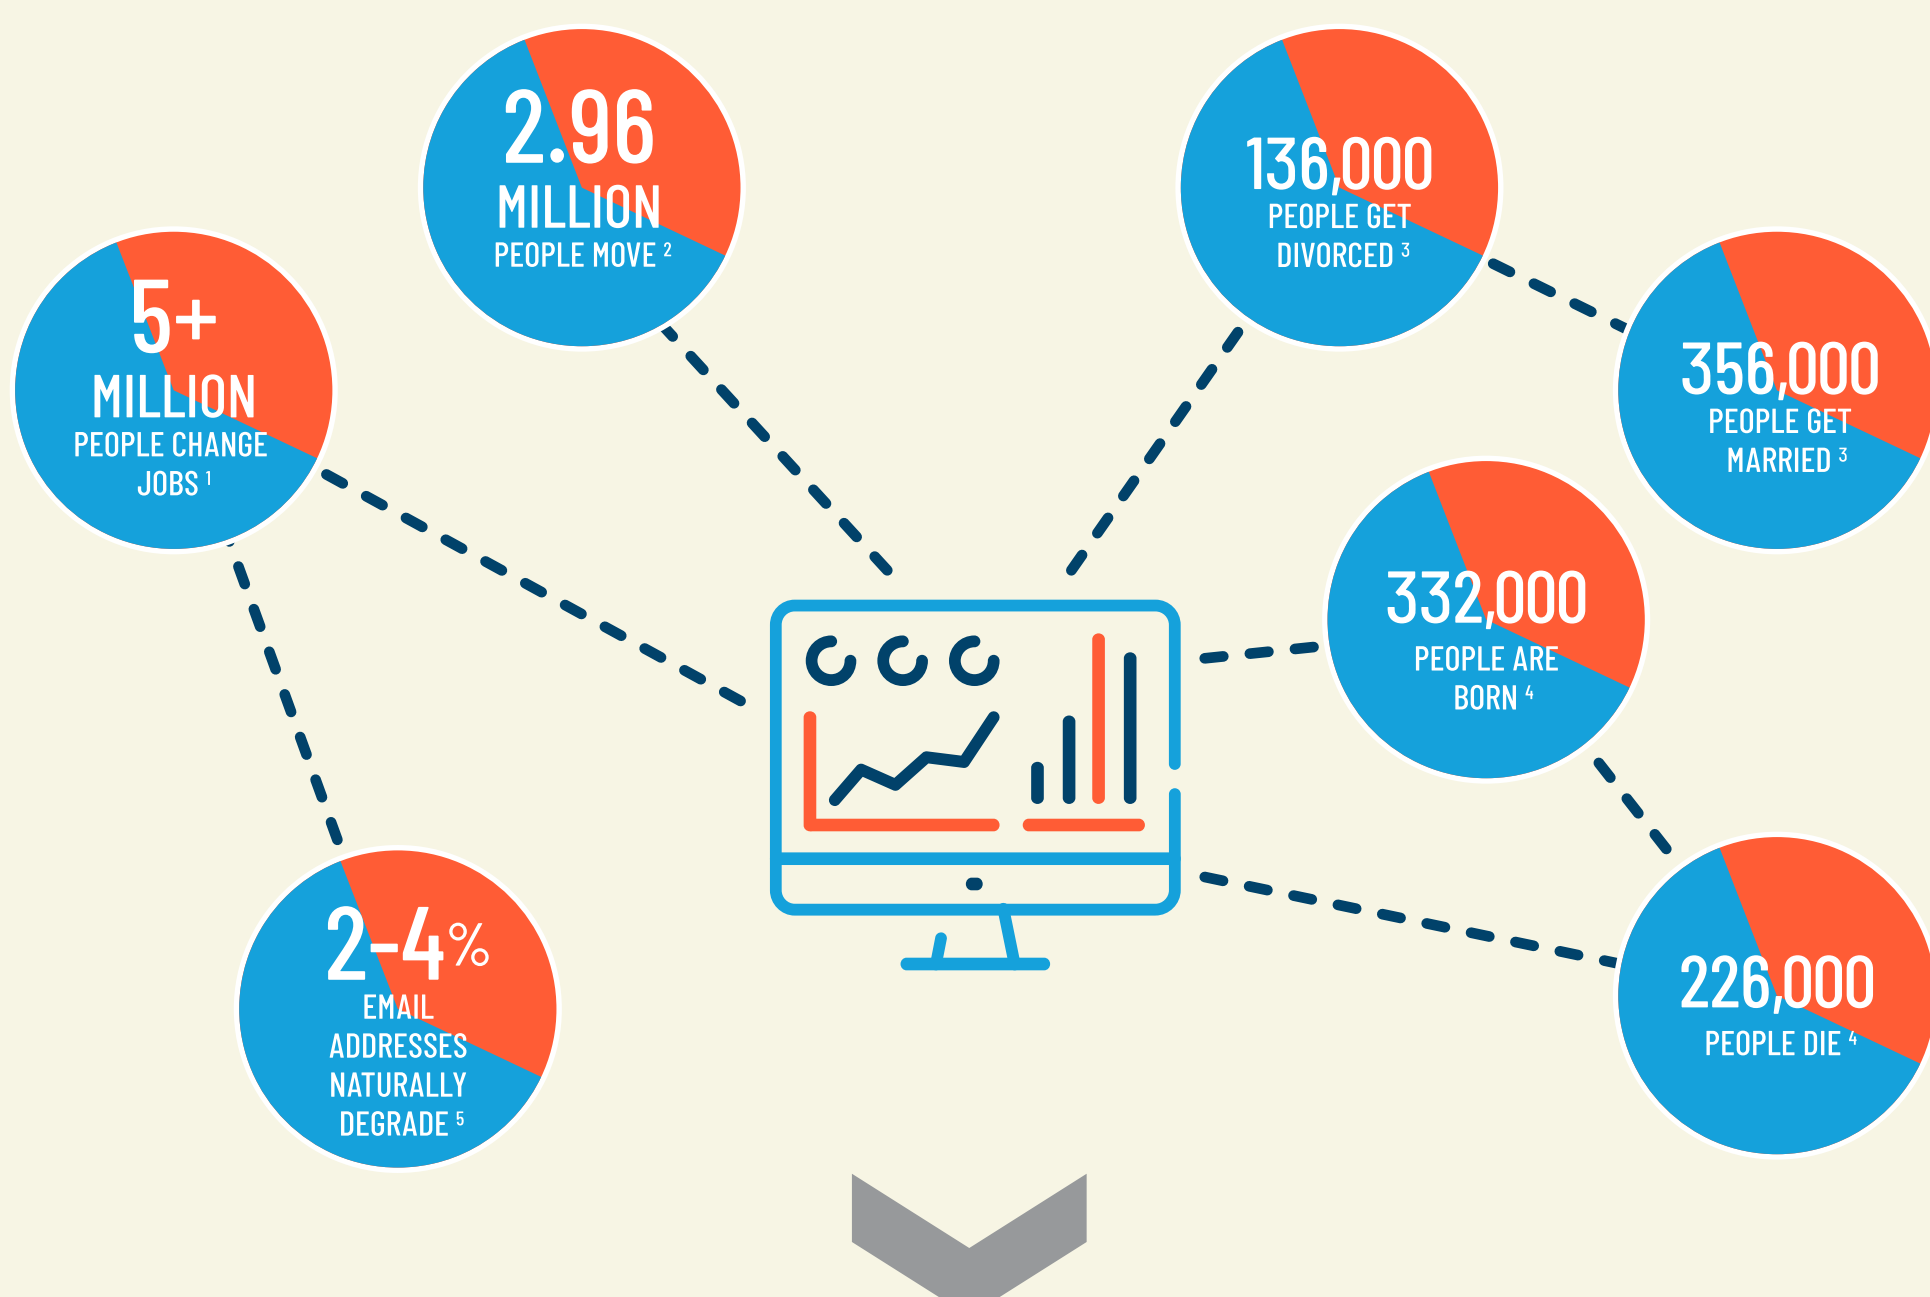 2.96
MILLION
PEOPLE MOVE ²
136,000
PEOPLE GET
DIVORCED ³
5+
MILLION
PEOPLE CHANGE
JOBS ¹
356,000
PEOPLE GET
MARRIED ³
332,000
PEOPLE ARE
BORN ⁴
2–4%
EMAIL
ADDRESSES
NATURALLY
DEGRADE ⁵
226,000
PEOPLE DIE ⁴